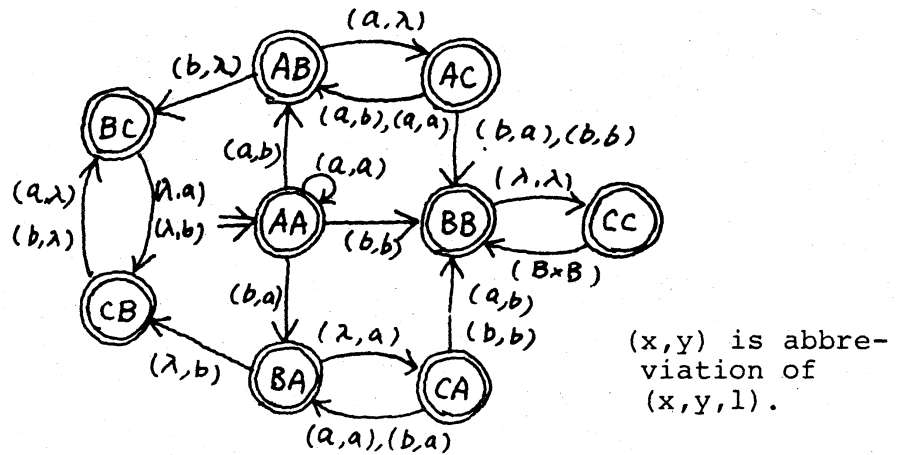 (a,λ)
AB
AC
(b,λ)
(a,b),(a,a)
BC
(b,a),(b,b)
(a,b)
(a,a)
(λ,λ)
(a,λ)
(λ,a)
AA
BB
CC
(b,λ)
(λ,b)
(b,b)
(B×B)
(b,a)
(a,b)
CB
(λ,a)
(b,b)
(λ,b)
BA
CA
(a,a),(b,a)
(x,y) is abbre-
viation of
(x,y,1).